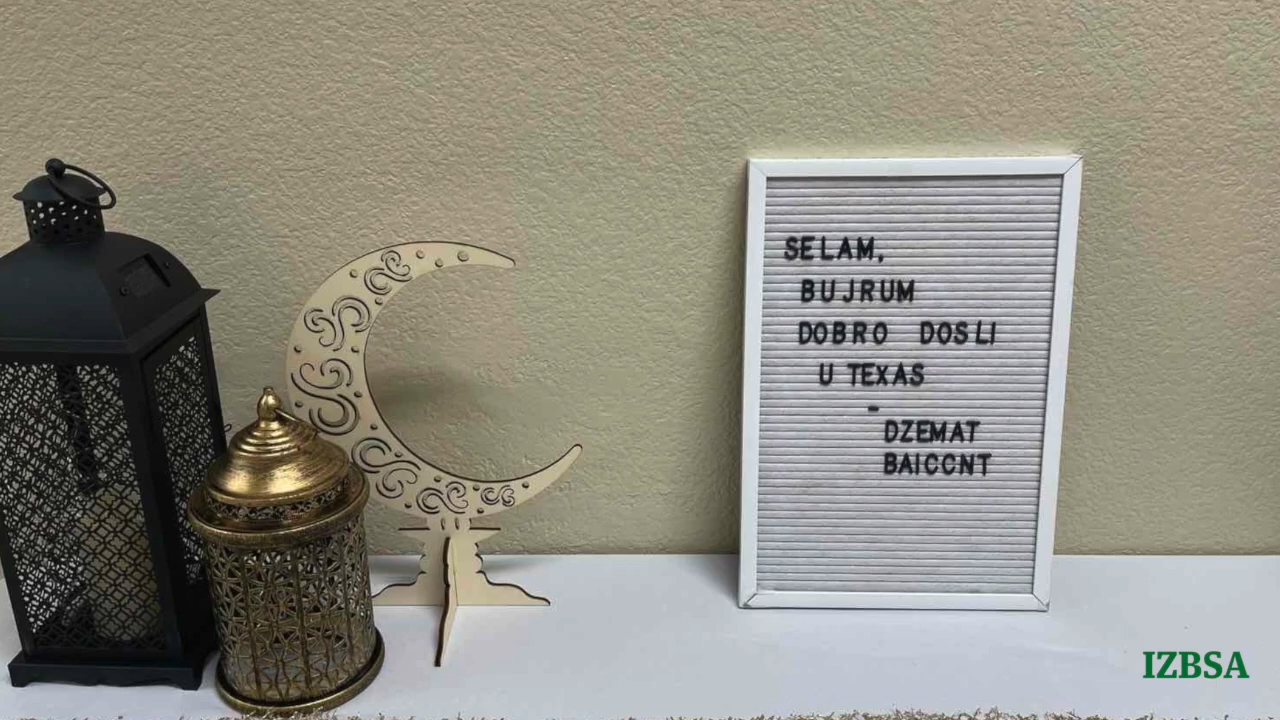 SELAM,
BUJRUM
DOBRO DOSLI
U TEXAS
-
DZEMAT
BAICCNT
IZBSA